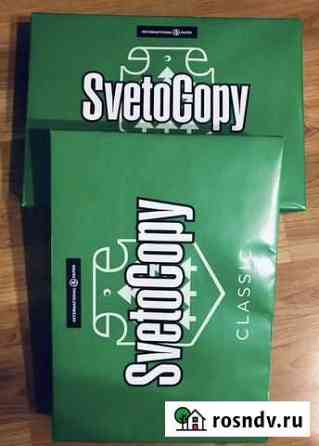 INTERNATIONAL PAPER
SvetoCopy
INTERNATIONAL PAPER
SvetoCopy
CLASSIC
rosndv.ru